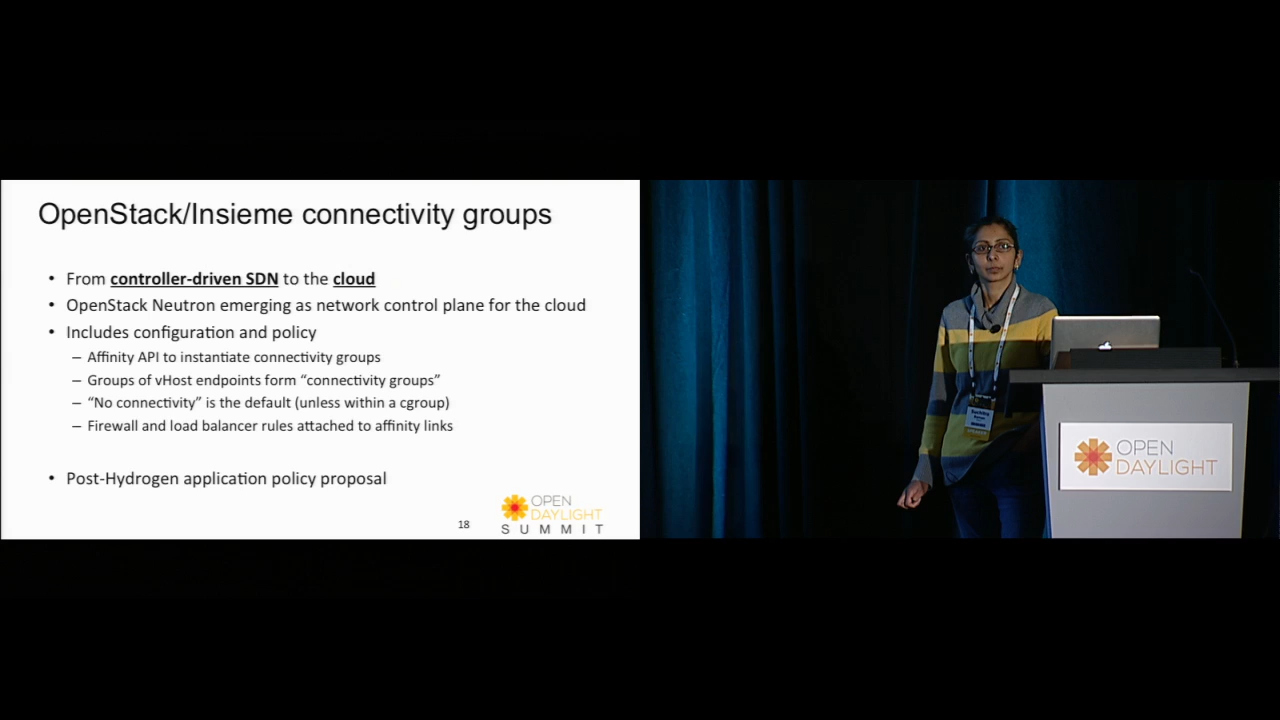 OpenStack/Insieme connectivity groups
• From controller-driven SDN to the cloud
• OpenStack Neutron emerging as network control plane for the cloud
• Includes configuration and policy
– Affinity API to instantiate connectivity groups
– Groups of vHost endpoints form “connectivity groups”
– “No connectivity” is the default (unless within a cgroup)
– Firewall and load balancer rules attached to affinity links
• Post-Hydrogen application policy proposal
18
OPEN
DAYLIGHT
SUMMIT
OPEN
DAYLIGHT